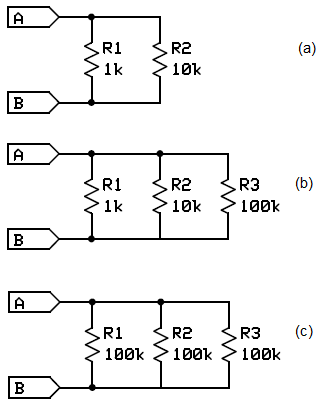 A
R1 R2 (a)
1k 10k
B
A
R1 R2 R3 (b)
1k 10k 100k
B
A
R1 R2 R3 (c)
100k 100k 100k
B